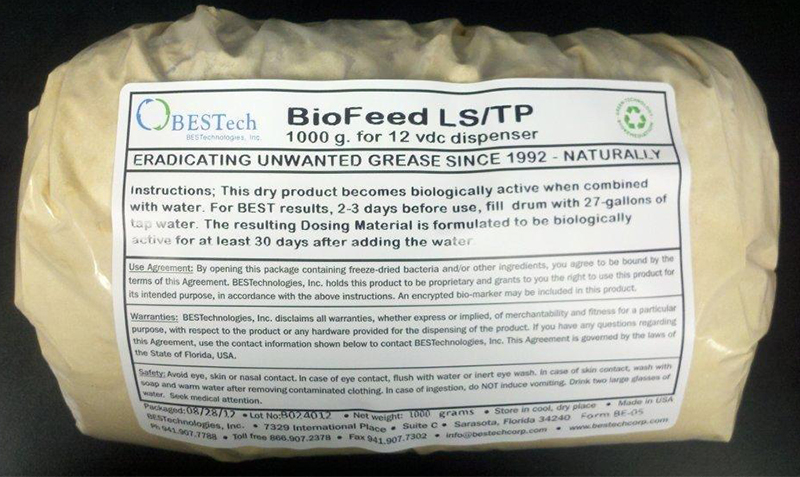 BESTech
BESTechnologies, Inc.
BioFeed LS/TP
1000 g. for 12 vdc dispenser
ERADICATING UNWANTED GREASE SINCE 1992 - NATURALLY
Instructions; This dry product becomes biologically active when combined
with water. For BEST results, 2-3 days before use, fill drum with 27-gallons of
tap water. The resulting Dosing Material is formulated to be biologically
active for at least 30 days after adding the water
Use Agreement: By opening this package containing freeze-dried bacteria and/or other ingredients, you agree to be bound by the
terms of this Agreement. BESTechnologies, Inc. holds this product to be proprietary and grants to you the right to use this product for
its intended purpose, in accordance with the above instructions. An encrypted bio-marker may be included in this product.
Warranties: BESTechnologies, Inc. disclaims all warranties, whether express or implied, of merchantability and fitness for a particular
purpose, with respect to the product or any hardware provided for the dispensing of the product. If you have any questions regarding
this Agreement, use the contact information shown below to contact BESTechnologies, Inc. This Agreement is governed by the laws of
the State of Florida, USA.
Safety: Avoid eye, skin or nasal contact. In case of eye contact, flush with water or inert eye wash. In case of skin contact, wash with
soap and warm water after removing contaminated clothing. In case of ingestion, do NOT induce vomiting. Drink two large glasses of
water. Seek medical attention.
Packaged: 08/28/12 • Lot No: B024012 • Net weight: 1000 grams • Store in cool, dry place • Made in USA
BESTechnologies, Inc. • 7329 International Place • Suite C • Sarasota, Florida 34240 Form BE-05
Ph 941.907.7788 • Toll free 866.907.2378 • Fax 941.907.7302 • info@bestechcorp.com • www.bestechcorp.com